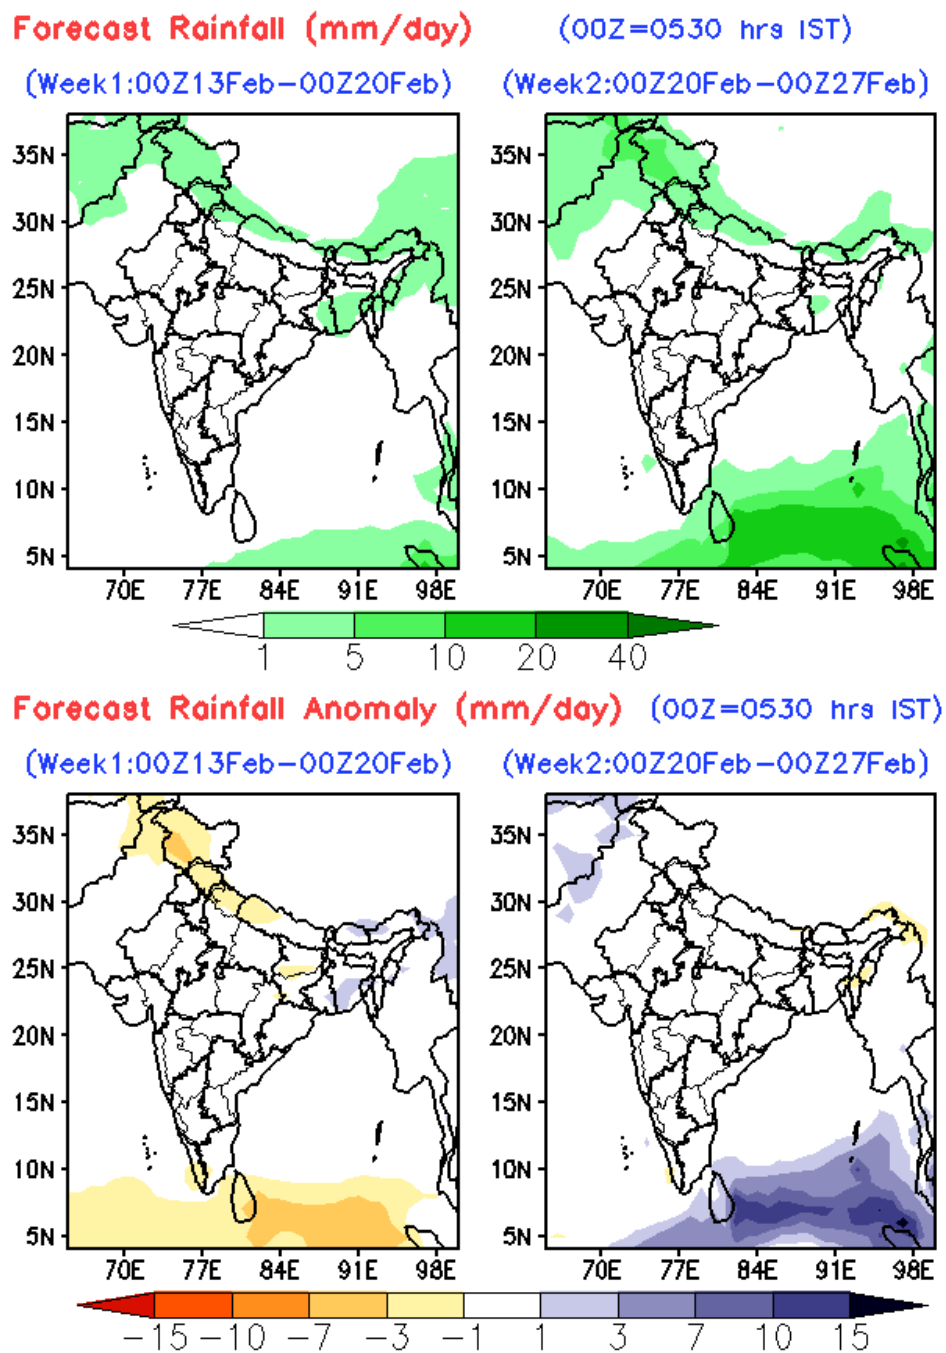 Forecast Rainfall (mm/day) (00Z=0530 hrs IST)
(Week1:00Z13Feb-00Z20Feb) (Week2:00Z20Feb-00Z27Feb)
35N 35N
30N 30N
25N 25N
20N 20N
15N 15N
10N 10N
5N 5N
70E 77E 84E 91E 98E 70E 77E 84E 91E 98E
1 5 10 20 40
Forecast Rainfall Anomaly (mm/day) (00Z=0530 hrs IST)
(Week1:00Z13Feb-00Z20Feb) (Week2:00Z20Feb-00Z27Feb)
35N 35N
30N 30N
25N 25N
20N 20N
15N 15N
10N 10N
5N 5N
70E 77E 84E 91E 98E 70E 77E 84E 91E 98E
-15 -10 -7 -3 -1 1 3 7 10 15